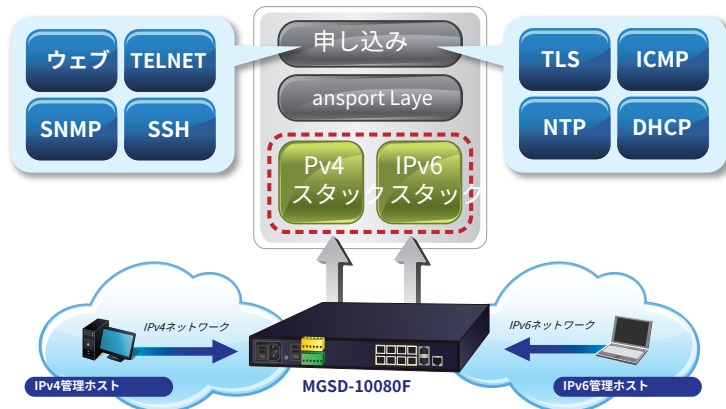 ウェブ
TELNET
SNMP
SSH
申し込み
ansport Laye
Pv4
スタック
IPv6
スタック
TLS
ICMP
NTP
DHCP
IPv4ネットワーク
IPv4管理ホスト
MGSD-10080F
IPv6ネットワーク
IPv6管理ホスト